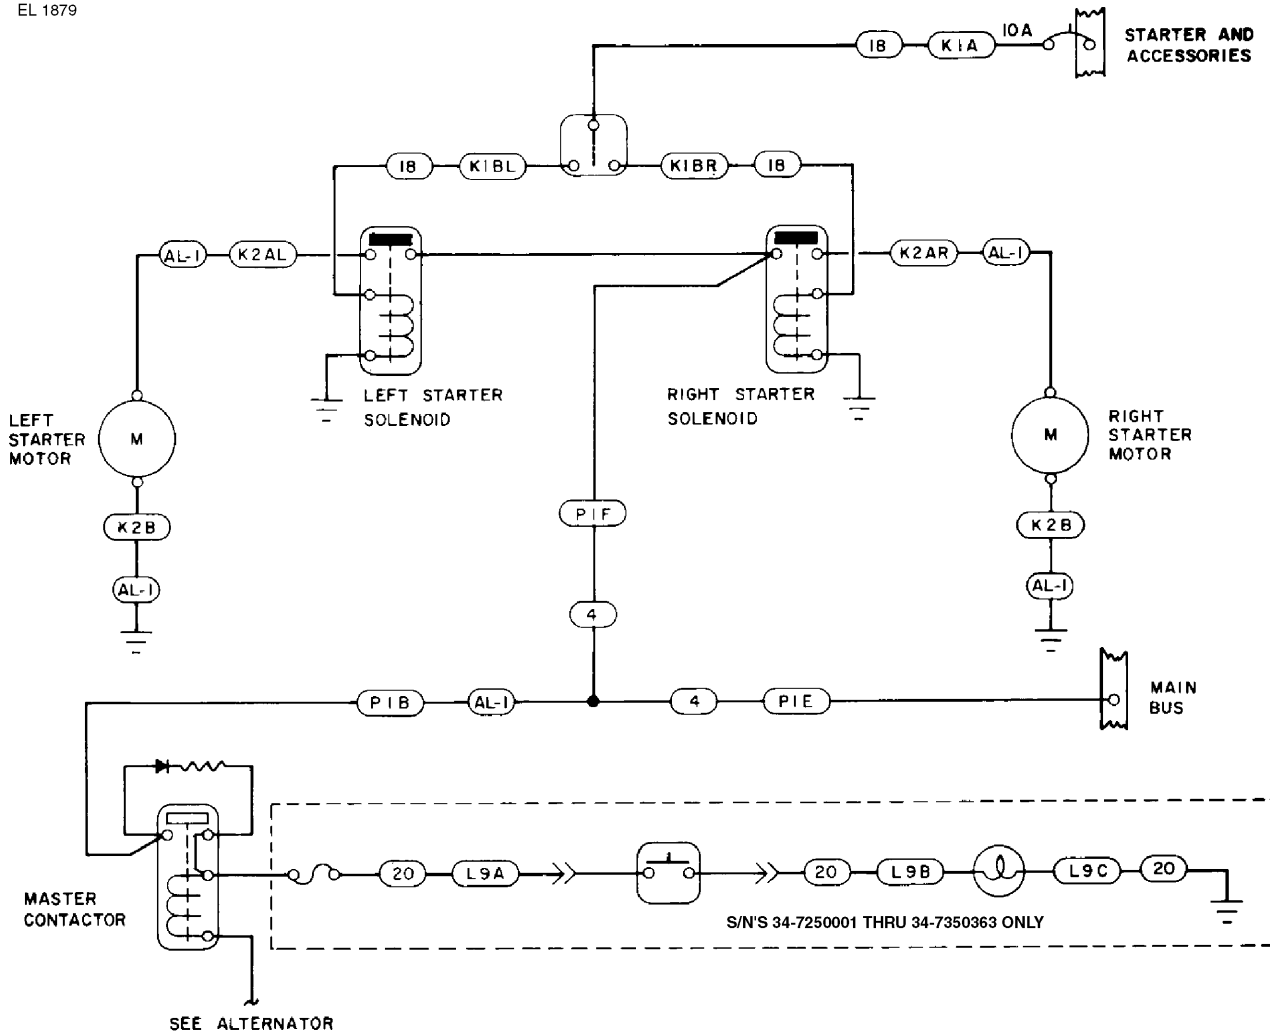 EL 1879
18 K1A 10A STARTER AND
ACCESSORIES
18 K1BL K1BR 18
AL-1 K2AL K2AR AL-1
LEFT STARTER
SOLENOID
RIGHT STARTER
SOLENOID
LEFT
STARTER
MOTOR
M
M
RIGHT
STARTER
MOTOR
P1F
K2B
K2B
AL-1
AL-1
4
P1B AL-1 4 P1E
MAIN
BUS
20 L9A 20 L9B L9C 20
MASTER
CONTACTOR
S/N'S 34-7250001 THRU 34-7350363 ONLY
SEE ALTERNATOR